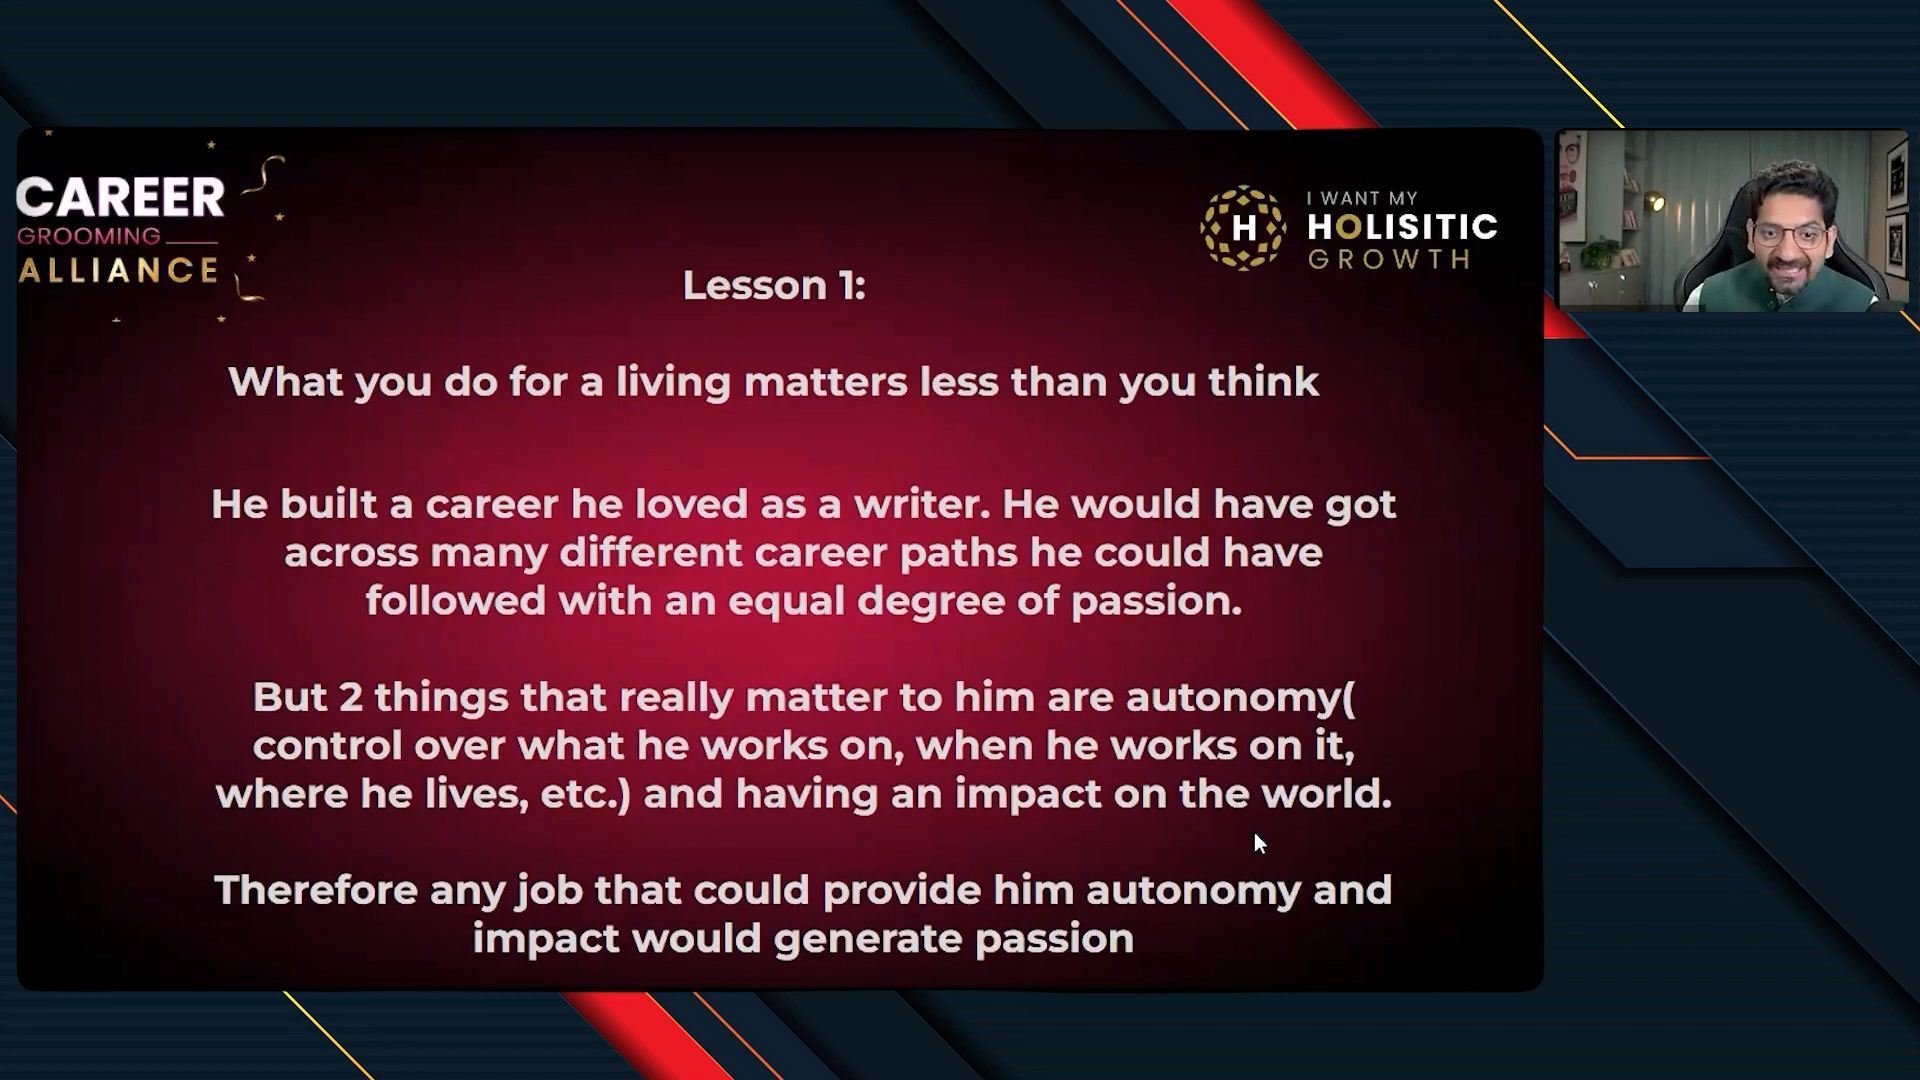 CAREER
GROOMING
ALLIANCE
H
I WANT MY
HOLISITIC
GROWTH
Lesson 1:
What you do for a living matters less than you think
He built a career he loved as a writer. He would have got
across many different career paths he could have
followed with an equal degree of passion.
But 2 things that really matter to him are autonomy(
control over what he works on, when he works on it,
where he lives, etc.) and having an impact on the world.
Therefore any job that could provide him autonomy and
impact would generate passion